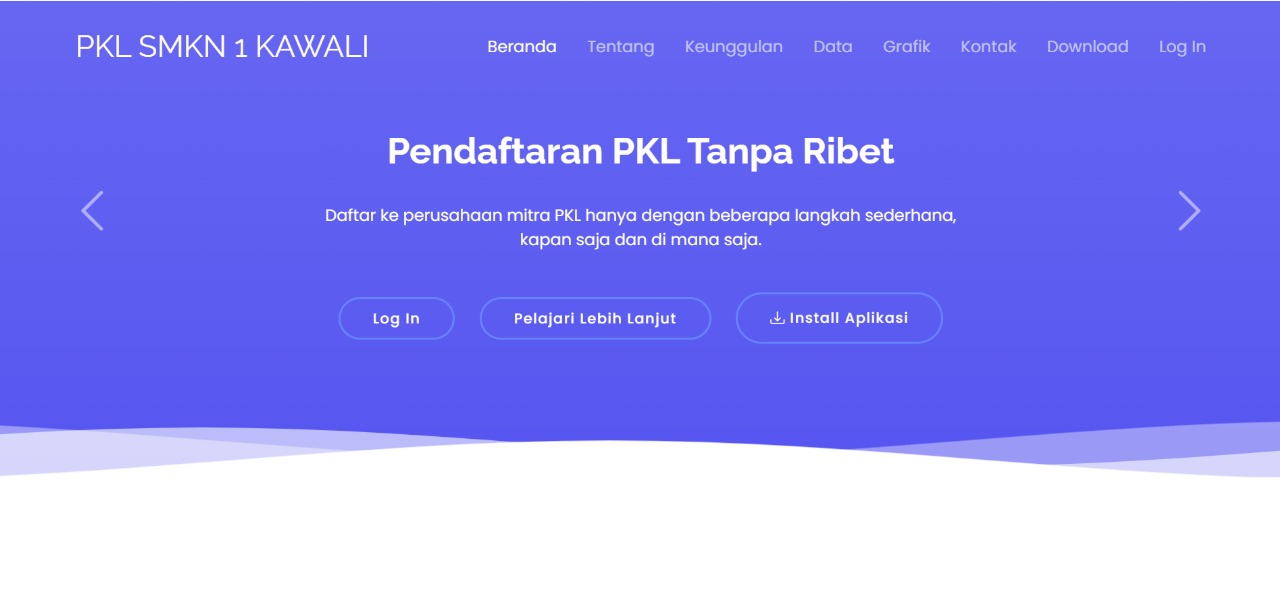 PKL SMKN 1 KAWALI
Beranda Tentang Keunggulan Data Grafik Kontak Download Log In
Pendaftaran PKL Tanpa Ribet
Daftar ke perusahaan mitra PKL hanya dengan beberapa langkah sederhana,
kapan saja dan di mana saja.
Log In Pelajari Lebih Lanjut Install Aplikasi